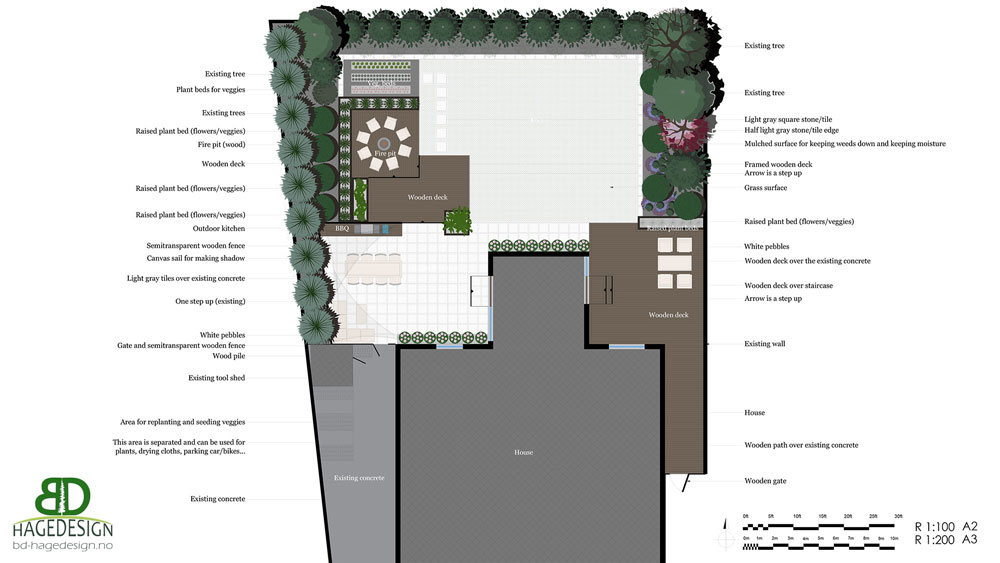 Existing tree
Plant beds for veggies
Existing trees
Raised plant bed (flowers/veggies)
Fire pit (wood)
Wooden deck
Raised plant bed (flowers/veggies)
Raised plant bed (flowers/veggies)
Outdoor kitchen
Semitransparent wooden fence
Canvas sail for making shadow
Light gray tiles over existing concrete
One step up (existing)
White pebbles
Gate and semitransparent wooden fence
Wood pile
Existing tool shed
Area for replanting and seeding veggies
This area is separated and can be used for
plants, drying cloths, parking car/bikes...
Existing concrete
Veg. beds
Fire pit
Wooden deck
BBQ
Raised plant beds
Wooden deck
House
Existing concrete
Existing tree
Existing tree
Light gray square stone/tile
Half light gray stone/tile edge
Mulched surface for keeping weeds down and keeping moisture
Framed wooden deck
Arrow is a step up
Grass surface
Raised plant bed (flowers/veggies)
White pebbles
Wooden deck over the existing concrete
Wooden deck over staircase
Arrow is a step up
Existing wall
House
Wooden path over existing concrete
Wooden gate
BD
HAGEDESIGN
bd-hagedesign.no
0ft 5ft 10ft 15ft 20ft 25ft 30ft
R 1:100 A2
R 1:200 A3
0m 1m 2m 3m 4m 5m 6m 7m 8m 9m 10m